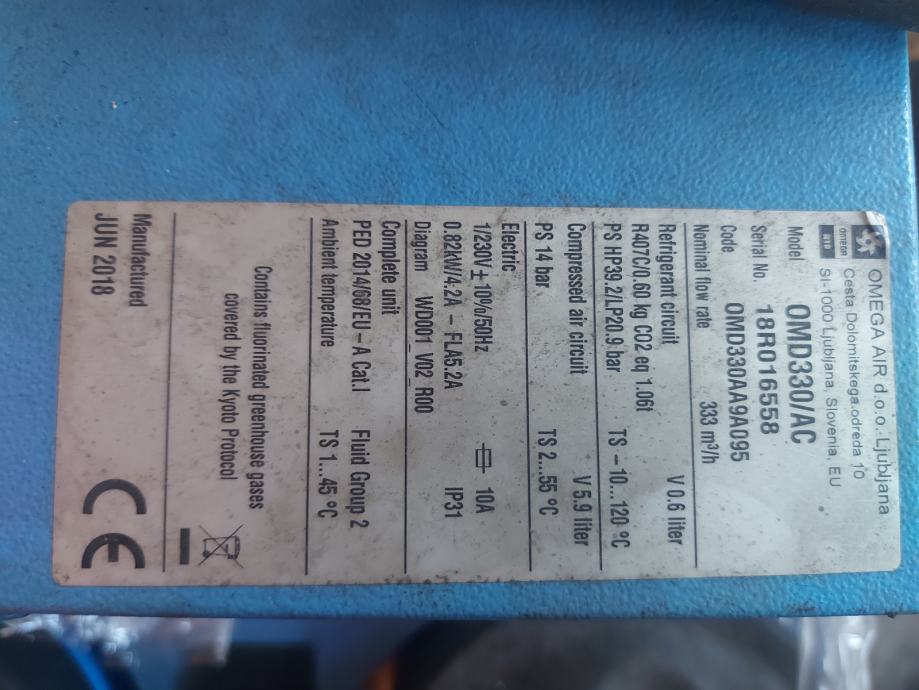 OMEGA AIR d.o.o. Ljubljana
Cesta Dolomitskega odreda 10
SI-1000 Ljubljana, Slovenia, EU
OMEGA
AIR
Model OMD330/AC
Serial No. 18R016558
Code OMD330AA9A095
Nominal flow rate 333 m³/h
Refrigerant circuit V 0.6 liter
R407C/0.60 kg CO2 eq 1.06t
PS HP39.2/LP20.9 bar TS –10...120 °C
Compressed air circuit V 5.9 liter
PS 14 bar TS 2...55 °C
Electric
1/230V±10%/50Hz 10A
0.82kW/4.2A – FLA5.2A IP31
Diagram WD001_V02_R00
Complete unit
PED 2014/68/EU – A Cat.I Fluid Group 2
Ambient temperature TS 1...45 °C
Contains fluorinated greenhouse gases
covered by the Kyoto Protocol
Manufactured
JUN 2018
CE